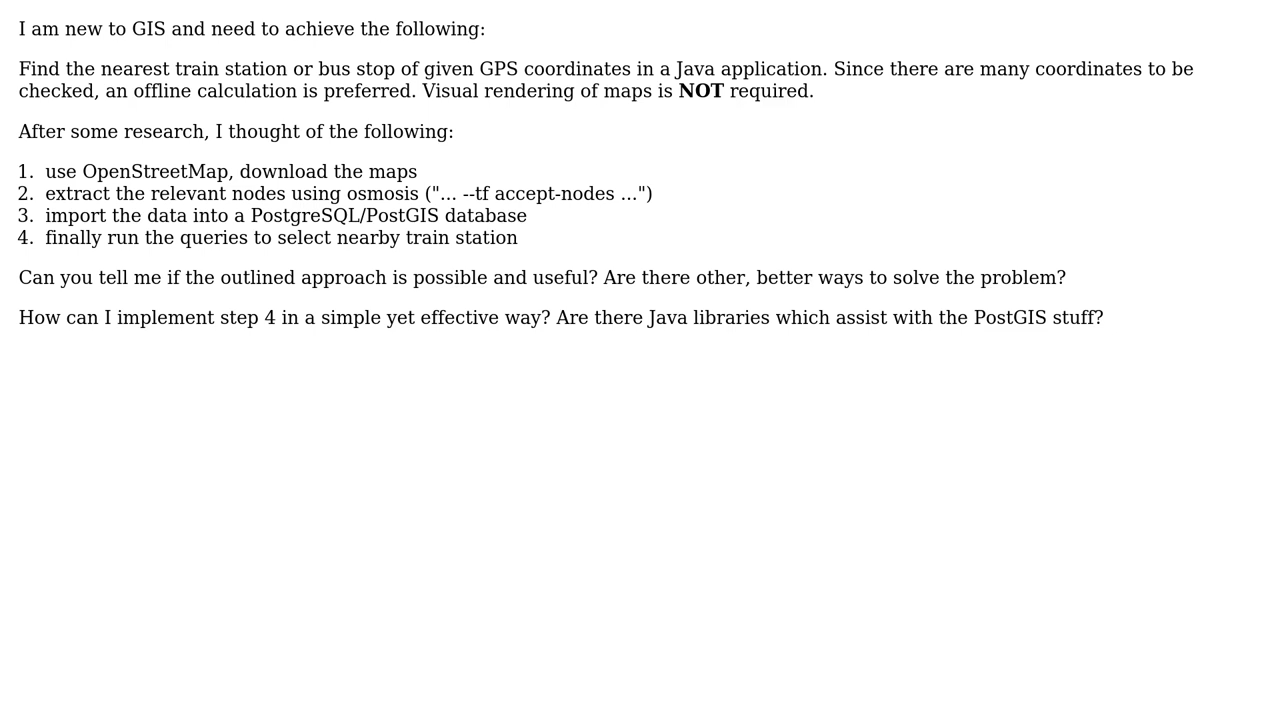 I am new to GIS and need to achieve the following:
Find the nearest train station or bus stop of given GPS coordinates in a Java application. Since there are many coordinates to be
checked, an offline calculation is preferred. Visual rendering of maps is NOT required.
After some research, I thought of the following:
1. use OpenStreetMap, download the maps
2. extract the relevant nodes using osmosis ("... --tf accept-nodes ...")
3. import the data into a PostgreSQL/PostGIS database
4. finally run the queries to select nearby train station
Can you tell me if the outlined approach is possible and useful? Are there other, better ways to solve the problem?
How can I implement step 4 in a simple yet effective way? Are there Java libraries which assist with the PostGIS stuff?